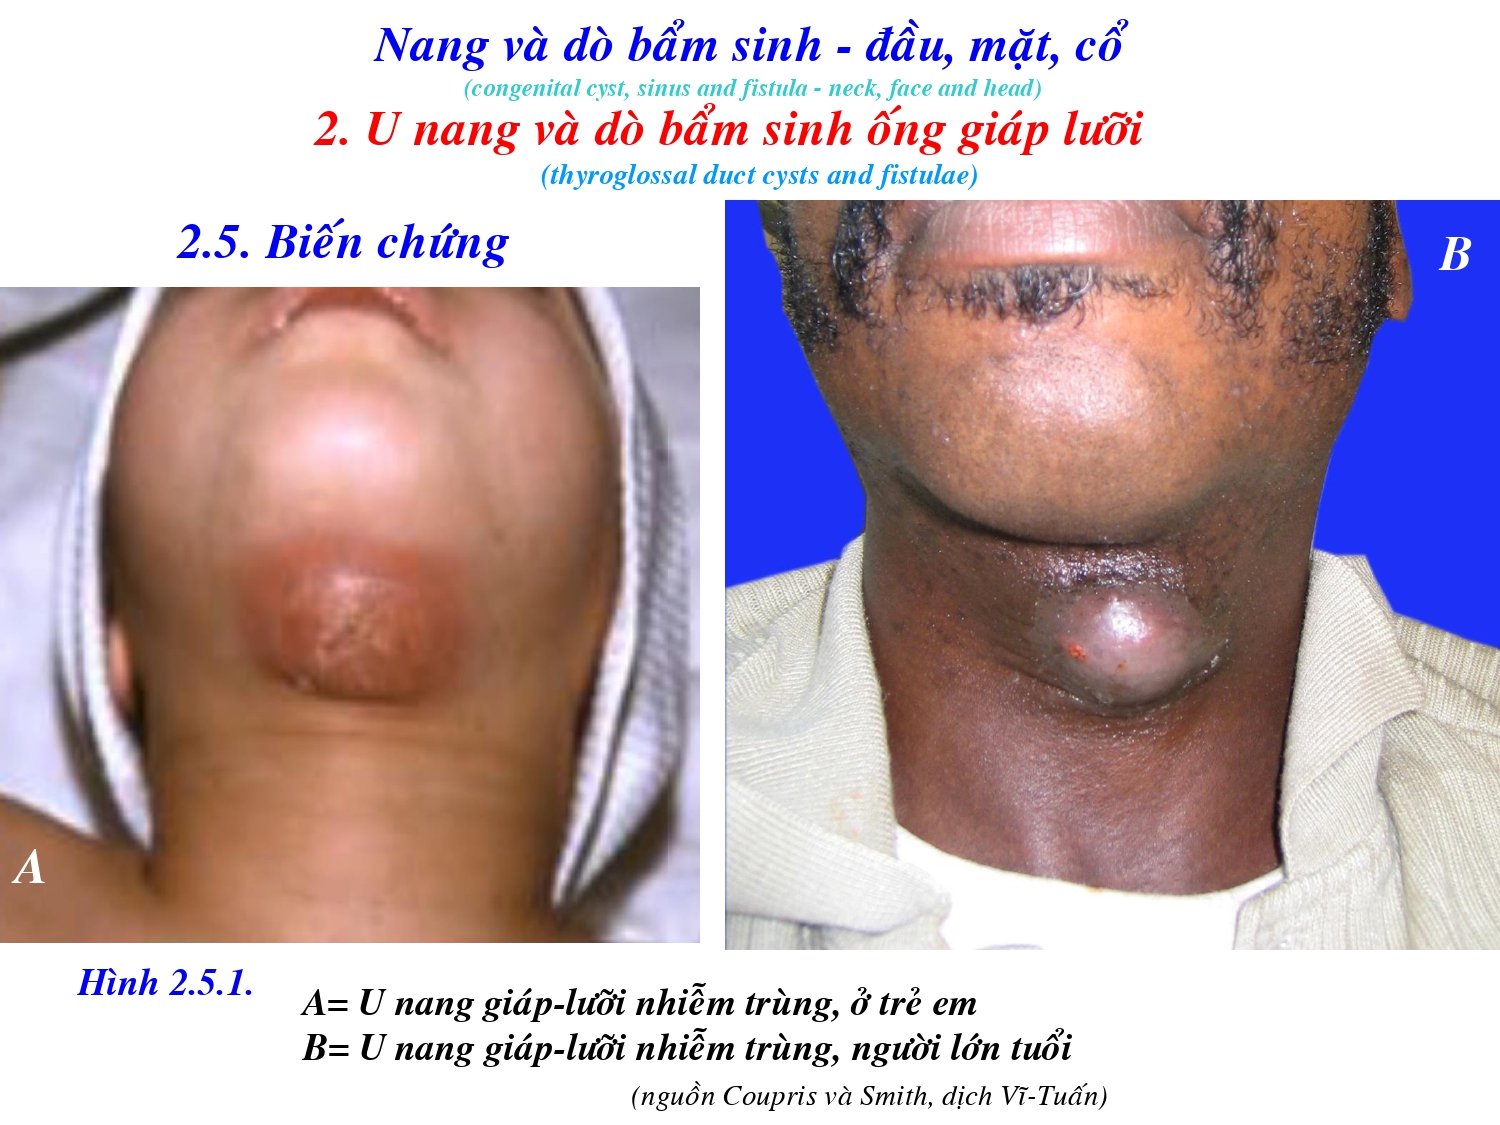 Nang và dò bẩm sinh - đầu, mặt, cổ
(congenital cyst, sinus and fistula - neck, face and head)
2. U nang và dò bẩm sinh ống giáp lưỡi
(thyroglossal duct cysts and fistulae)
2.5. Biến chứng
B
A
Hình 2.5.1.
A= U nang giáp-lưỡi nhiễm trùng, ở trẻ em
B= U nang giáp-lưỡi nhiễm trùng, người lớn tuổi
(nguồn Coupris và Smith, dịch Vĩ-Tuấn)